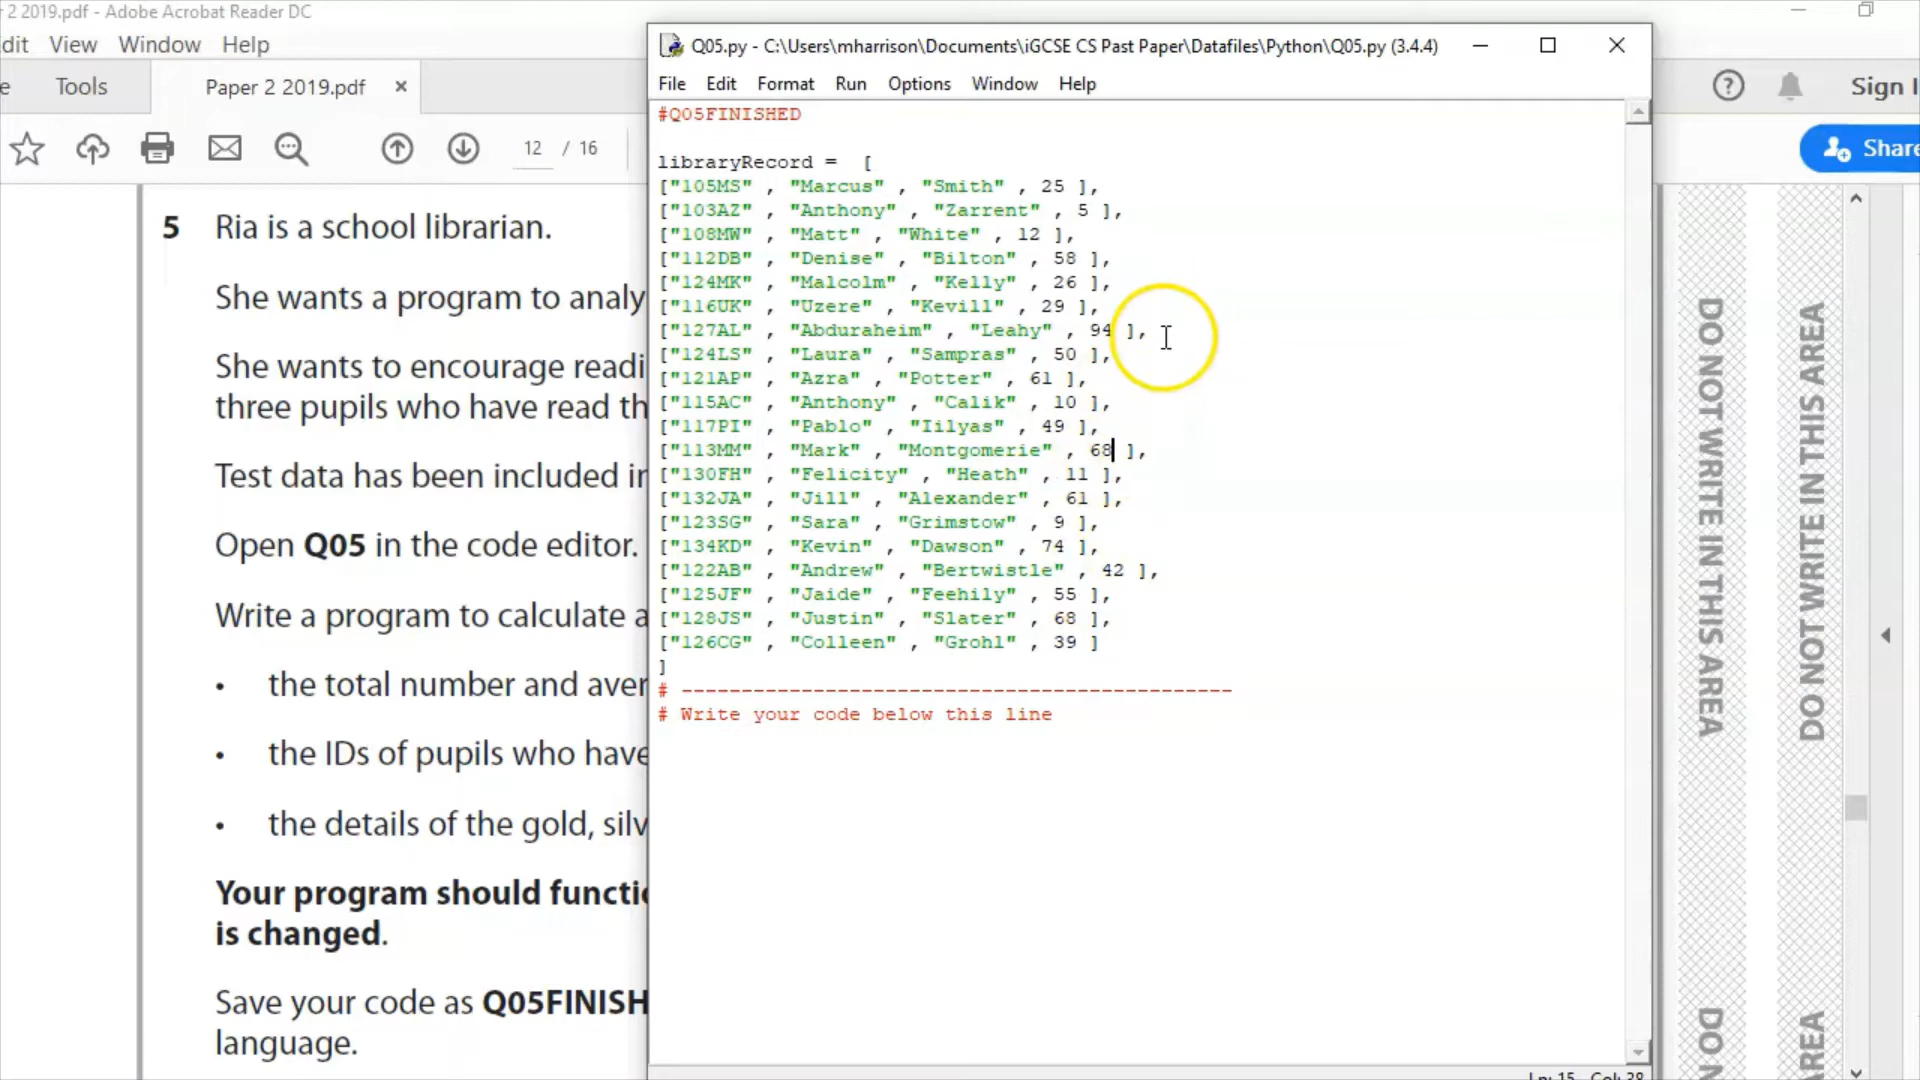 2 2019.pdf - Adobe Acrobat Reader DC
dit View Window Help
e Tools Paper 2 2019.pdf ×
12 / 16
Sign I
Share
5 Ria is a school librarian.
She wants a program to analy
She wants to encourage readi
three pupils who have read th
Test data has been included in
Open Q05 in the code editor.
Write a program to calculate a
• the total number and aver
• the IDs of pupils who have
• the details of the gold, silv
Your program should functio
is changed.
Save your code as Q05FINISH
language.
Q05.py - C:\Users\mharrison\Documents\iGCSE CS Past Paper\Datafiles\Python\Q05.py (3.4.4)
File Edit Format Run Options Window Help
#Q05FINISHED
libraryRecord =  [
["105MS" , "Marcus" , "Smith" , 25 ],
["103AZ" , "Anthony" , "Zarrent" , 5 ],
["108MW" , "Matt" , "White" , 12 ],
["112DB" , "Denise" , "Bilton" , 58 ],
["124MK" , "Malcolm" , "Kelly" , 26 ],
["116UK" , "Uzere" , "Kevill" , 29 ],
["127AL" , "Abduraheim" , "Leahy" , 94 ],
["124LS" , "Laura" , "Sampras" , 50 ],
["121AP" , "Azra" , "Potter" , 61 ],
["115AC" , "Anthony" , "Calik" , 10 ],
["117PI" , "Pablo" , "Iilyas" , 49 ],
["113MM" , "Mark" , "Montgomerie" , 68 ],
["130FH" , "Felicity" , "Heath" , 11 ],
["132JA" , "Jill" , "Alexander" , 61 ],
["123SG" , "Sara" , "Grimstow" , 9 ],
["134KD" , "Kevin" , "Dawson" , 74 ],
["122AB" , "Andrew" , "Bertwistle" , 42 ],
["125JF" , "Jaide" , "Feehily" , 55 ],
["128JS" , "Justin" , "Slater" , 68 ],
["126CG" , "Colleen" , "Grohl" , 39 ]
]
# ----------------------------------------------
# Write your code below this line
Ln: 15 Col: 38
DO NOT WRITE IN THIS AREA
DO NOT WRITE IN THIS AREA
DO NO
AREA